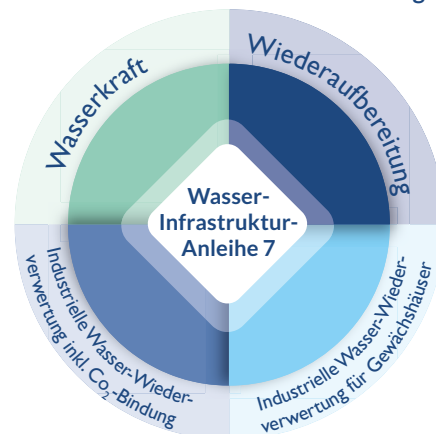 Wasserkraft
Wiederaufbereitung
Wasser-
Infrastruktur-
Anleihe 7
Industrielle Wasser-Wieder-
verwertung inkl. Co₂-Bindung
Industrielle Wasser-Wieder-
verwertung für Gewächshäuser